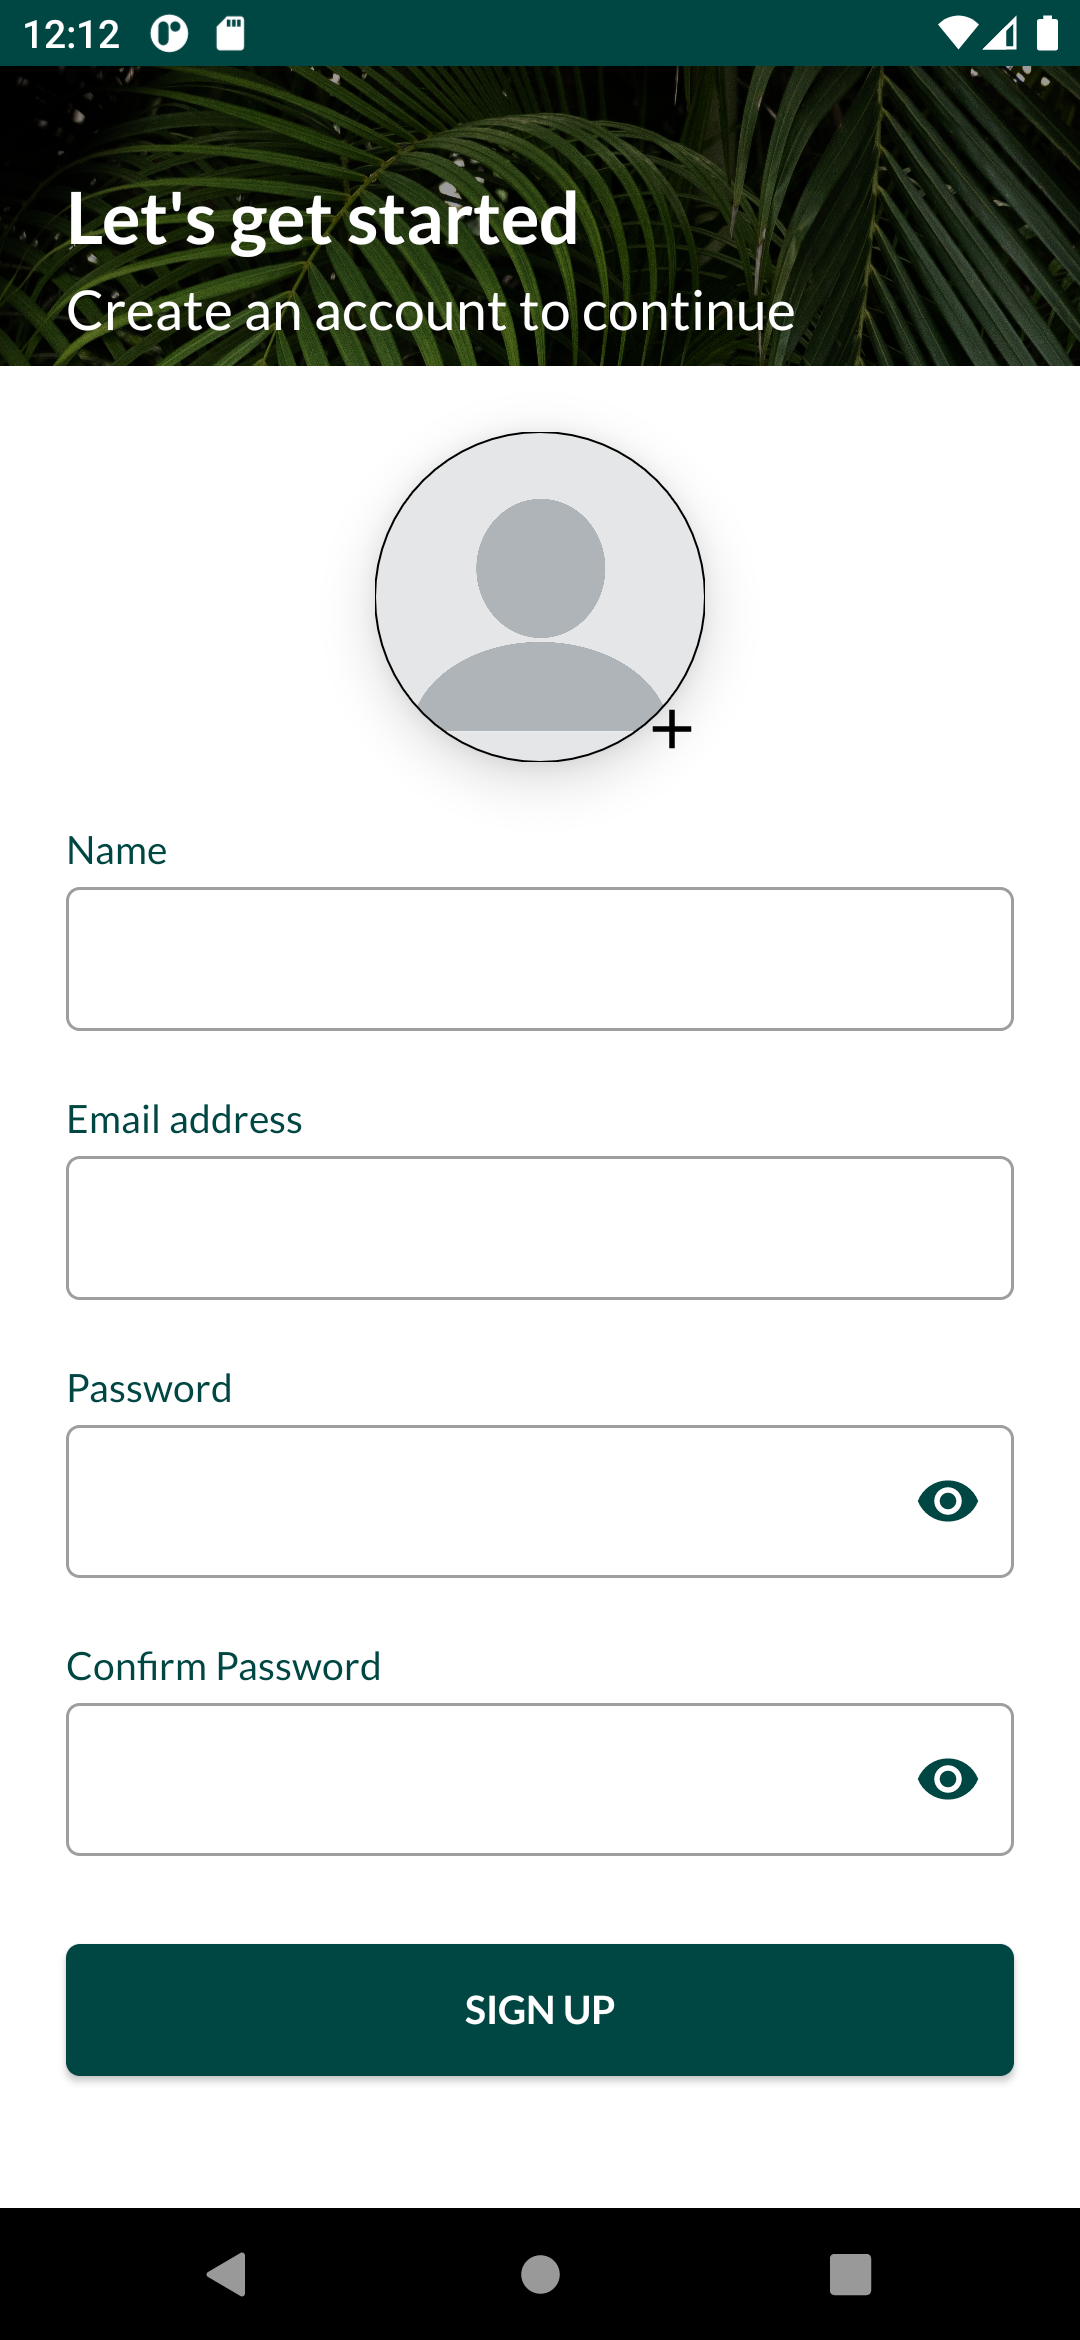 12:12
Let's get started
Create an account to continue
Name
Email address
Password
Confirm Password
SIGN UP